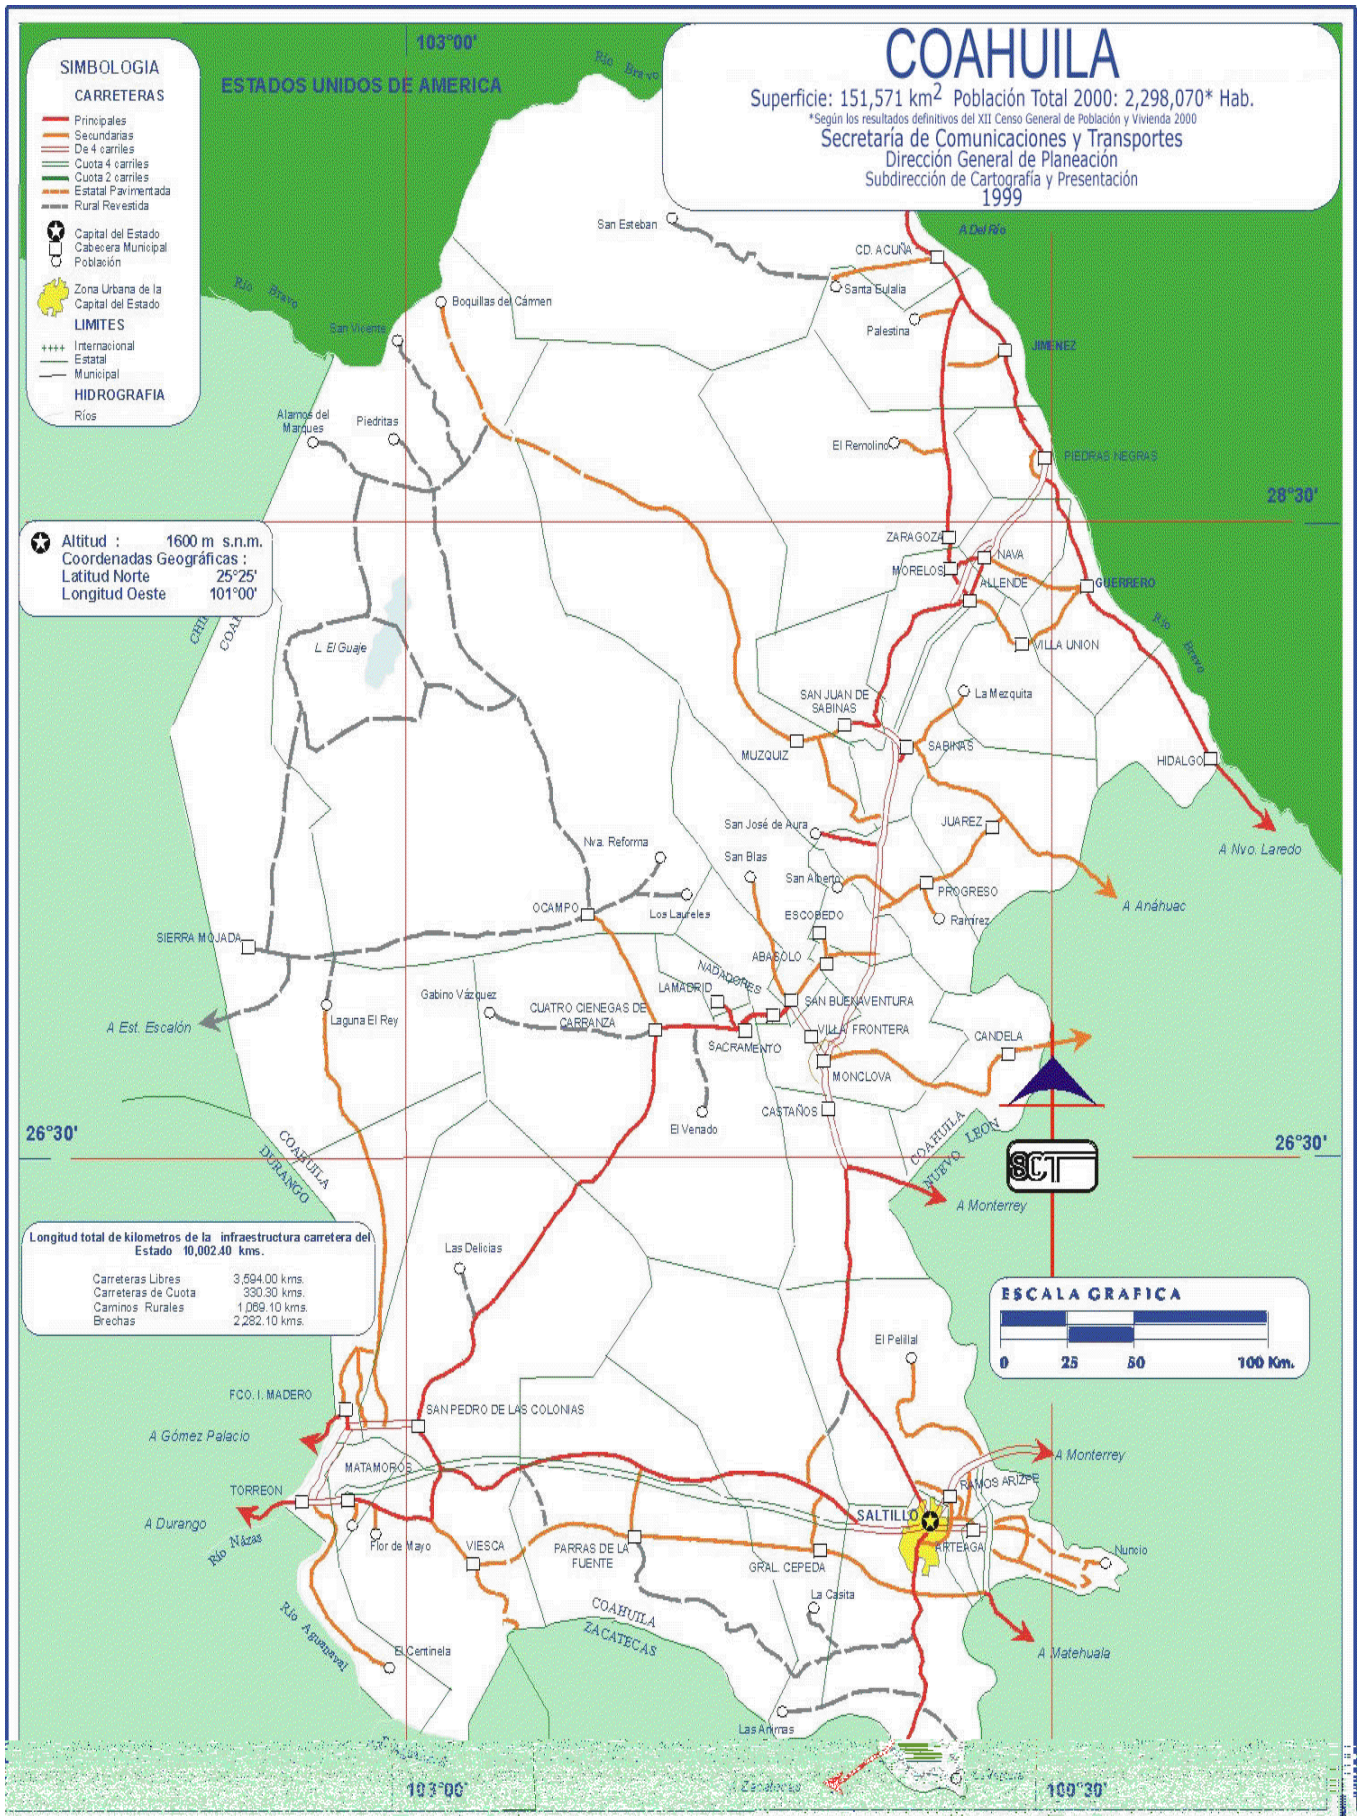 COAHUILA
Superficie: 151,571 km2 Población Total 2000: 2,298,070* Hab.
*Según los resultados definitivos del XII Censo General de Población y Vivienda 2000
Secretaría de Comunicaciones y Transportes
Dirección General de Planeación
Subdirección de Cartografía y Presentación
1999
SIMBOLOGIA
CARRETERAS
Principales
Secundarias
De 4 carriles
Cuota 4 carriles
Cuota 2 carriles
Estatal Pavimentada
Rural Revestida
Capital del Estado
Cabecera Municipal
Población
Zona Urbana de la
Capital del Estado
LIMITES
Internacional
Estatal
Municipal
HIDROGRAFIA
Ríos
103°00'
ESTADOS UNIDOS DE AMERICA
Río Bravo
A Del Río
San Esteban
CD. ACUÑA
Santa Eulalia
Río Bravo
Boquillas del Cármen
San Vicente
Palestina
JIMENEZ
Alamos del
Marques
Piedritas
El Remolino
PIEDRAS NEGRAS
28°30'
Altitud : 1600 m s.n.m.
Coordenadas Geográficas :
Latitud Norte 25°25'
Longitud Oeste 101°00'
ZARAGOZA
NAVA
MORELOS
ALLENDE
GUERRERO
Río Bravo
L. El Guaje
VILLA UNION
La Mezquita
SAN JUAN DE
SABINAS
MUZQUIZ
SABINAS
HIDALGO
A Nvo. Laredo
San José de Aura
JUAREZ
Nva. Reforma
San Blas
San Alberto
PROGRESO
A Anáhuac
OCAMPO
Los Laureles
ESCOBEDO
Ramírez
SIERRA MOJADA
ABASOLO
NADADORES
LAMADRID
SAN BUENAVENTURA
Gabino Vázquez
CUATRO CIENEGAS DE
CARRANZA
A Est. Escalón
Laguna El Rey
VILLA FRONTERA
SACRAMENTO
CANDELA
MONCLOVA
CASTAÑOS
El Venado
26°30'
COAHUILA
DURANGO
COAHUILA
NUEVO LEON
26°30'
SCT
A Monterrey
Longitud total de kilometros de la infraestructura carretera del
Estado 10,002.40 kms.
Carreteras Libres 3,594.00 kms.
Carreteras de Cuota 330.30 kms.
Caminos Rurales 1,069.10 kms.
Brechas 2,282.10 kms.
Las Delicias
ESCALA GRAFICA
0 25 50 100 Km.
El Pelillal
FCO. I. MADERO
SAN PEDRO DE LAS COLONIAS
A Gómez Palacio
A Monterrey
MATAMOROS
TORREON
RAMOS ARIZPE
SALTILLO
A Durango
Río Názas
Flor de Mayo
VIESCA
PARRAS DE LA
FUENTE
GRAL. CEPEDA
ARTEAGA
Nuncio
La Casita
Río Aguanaval
COAHUILA
ZACATECAS
El Centinela
A Matehuala
Las Animas
A Zacatecas
103°00'
100°30'